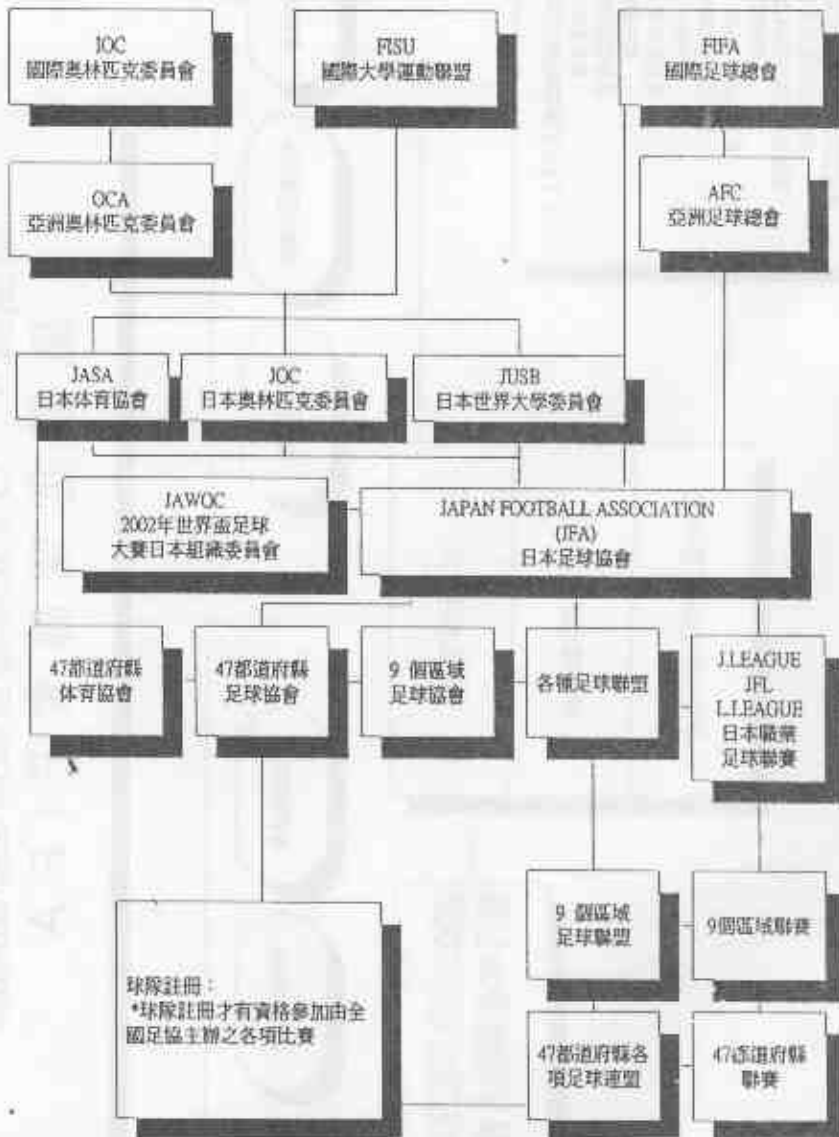 IOC
國際奧林匹克委員會
FISU
國際大學運動聯盟
FIFA
國際足球總會
OCA
亞洲奧林匹克委員會
AFC
亞洲足球總會
JASA
日本体育協會
JOC
日本奧林匹克委員會
JUSB
日本世界大學委員會
JAWOC
2002年世界盃足球
大賽日本組織委員會
JAPAN FOOTBALL ASSOCIATION
(JFA)
日本足球協會
47都道府縣
体育協會
47都道府縣
足球協會
9 個區域
足球協會
各種足球聯盟
J.LEAGUE
JFL
L.LEAGUE
日本職業
足球聯賽
9 個區域
足球聯盟
9個區域聯賽
球隊註冊：
*球隊註冊才有資格參加由全
國足協主辦之各項比賽
47都道府縣各
項足球連盟
47都道府縣
聯賽